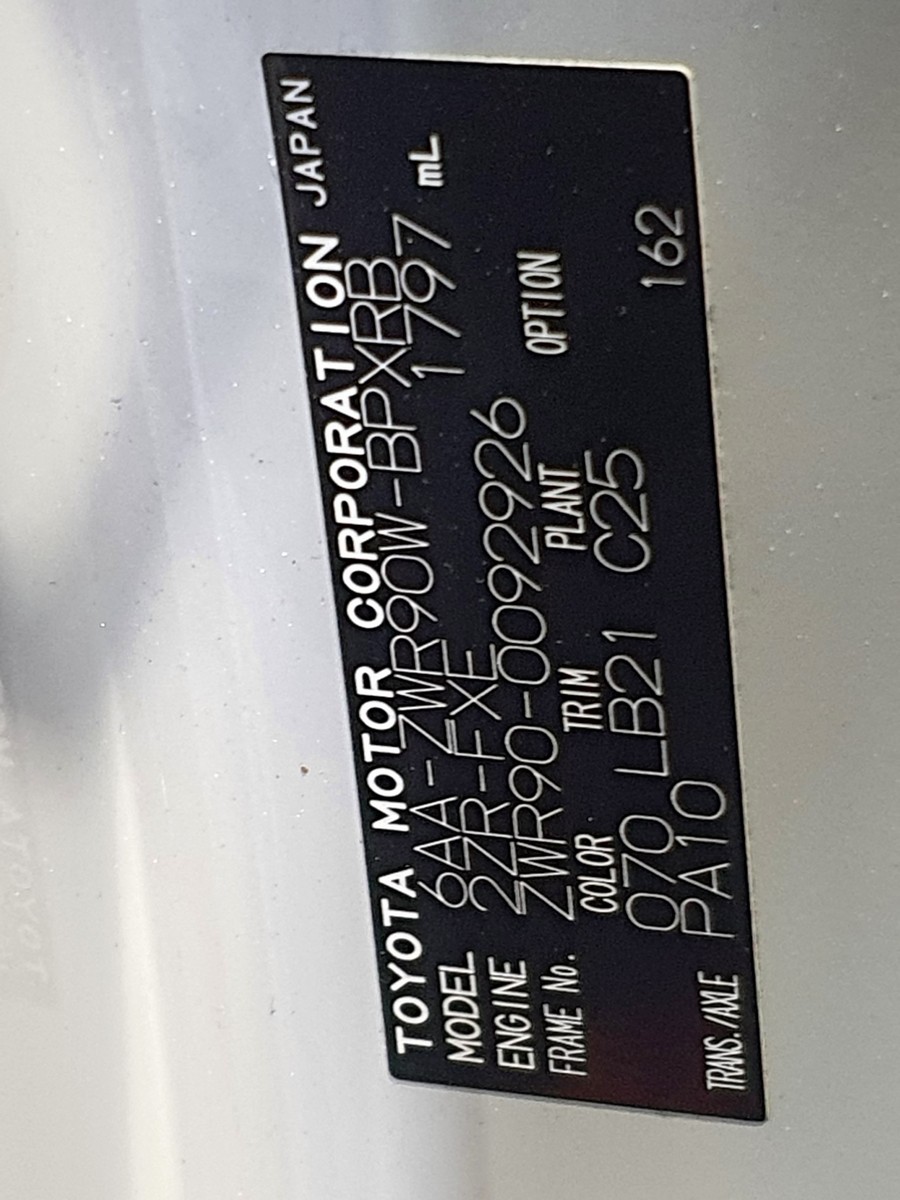 TOYOTA MOTOR CORPORATION JAPAN
MODEL 6AA-ZWR90W-BPXRB
ENGINE 2ZR-FXE 1797 mL
FRAME No. ZWR90-0092926
COLOR TRIM PLANT OPTION
070 LB21 C25
TRANS./AXLE PA10 162